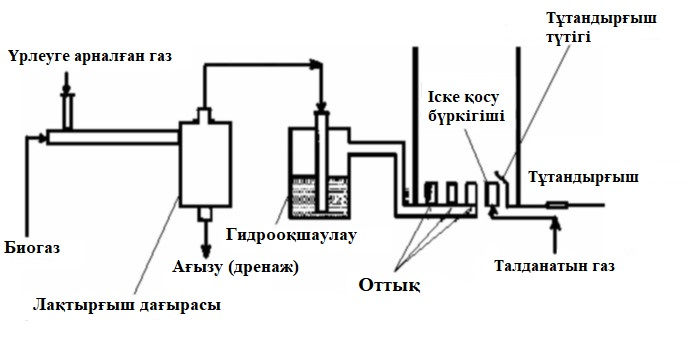 Тұтандырғыш
түтігі
Үрлеуге арналған газ
Іске қосу
бүркігіші
Тұтандырғыш
Гидрооқшаулау
Биогаз
Ағызу (дренаж)
Оттық
Талданатын газ
Лақтырғыш дағырасы